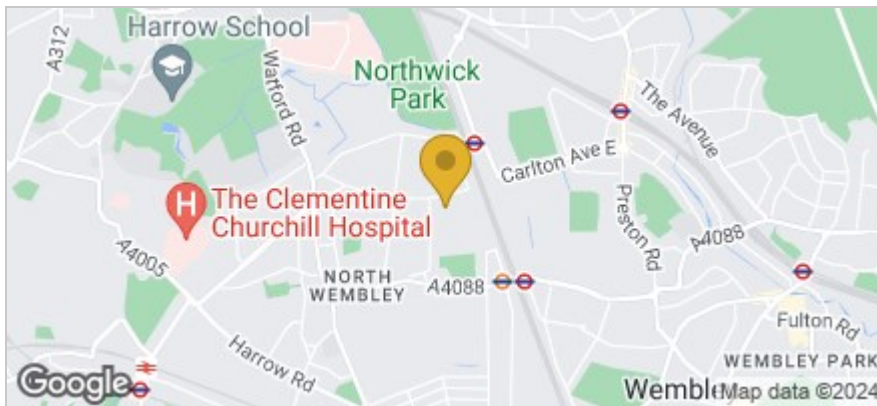 Harrow School
A312
Watford Rd
Northwick
Park
The Avenue
Carlton Ave E
H
The Clementine
Churchill Hospital
Preston Rd
A4088
A4005
NORTH
WEMBLEY
A4088
Fulton Rd
Harrow Rd
WEMBLEY PARK
Google
Wembley
Map data ©2024